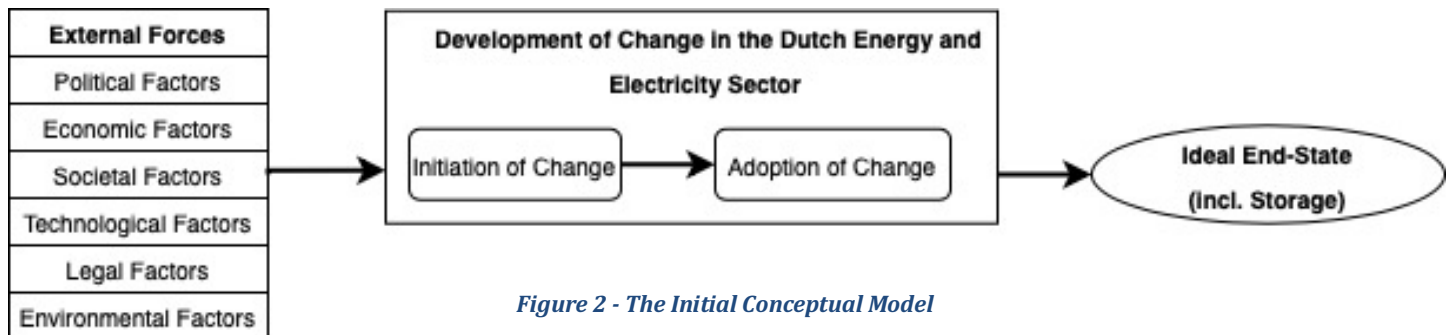 External Forces
Political Factors
Economic Factors
Societal Factors
Technological Factors
Legal Factors
Environmental Factors
Development of Change in the Dutch Energy and
Electricity Sector
Initiation of Change
Adoption of Change
Ideal End-State
(incl. Storage)
Figure 2 - The Initial Conceptual Model